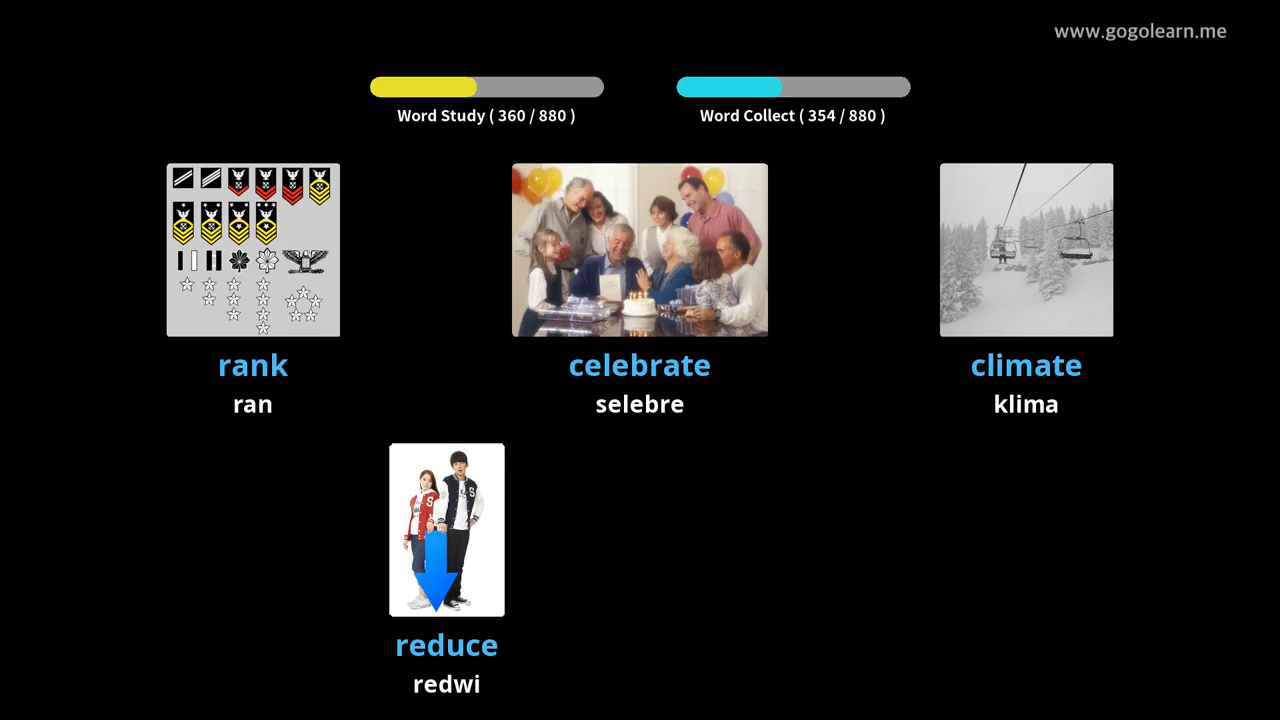 www.gogolearn.me
Word Study ( 360 / 880 )
Word Collect ( 354 / 880 )
rank
ran
celebrate
selebre
climate
klima
S
S
reduce
redwi